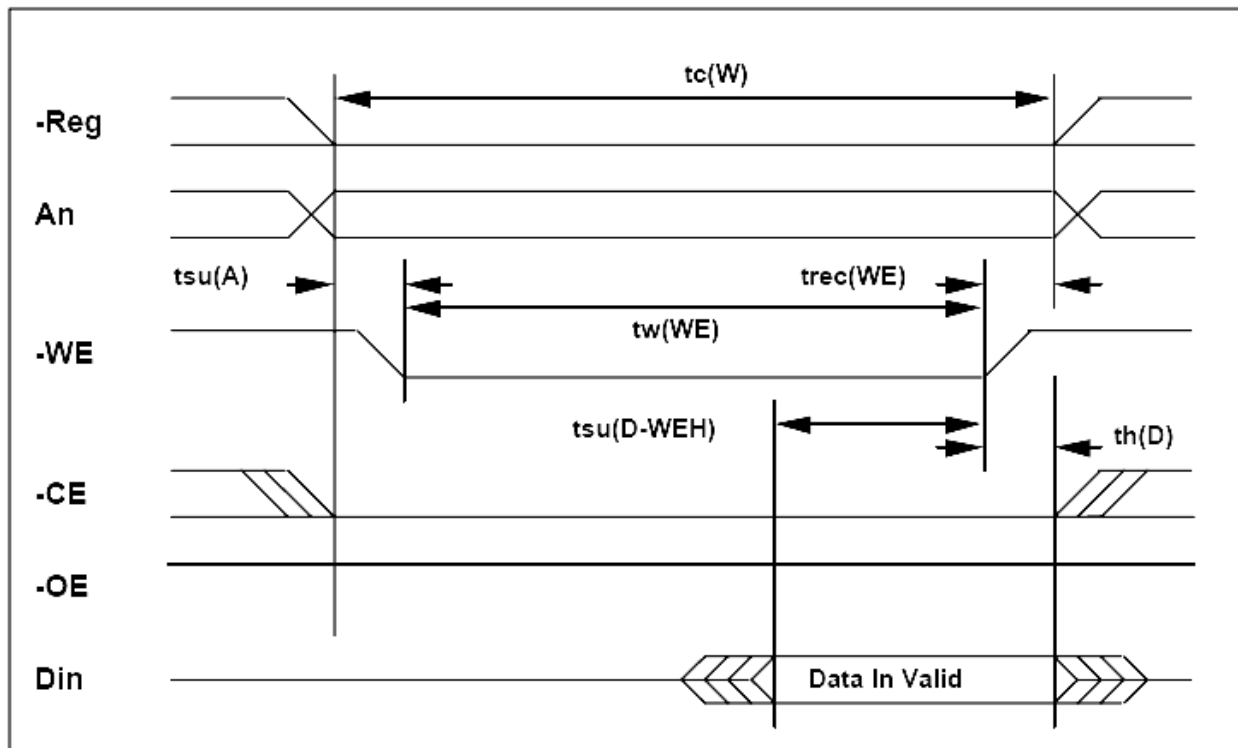 tc(W)
-Reg
An
tsu(A)
trec(WE)
tw(WE)
-WE
tsu(D-WEH)
th(D)
-CE
-OE
Din
Data In Valid